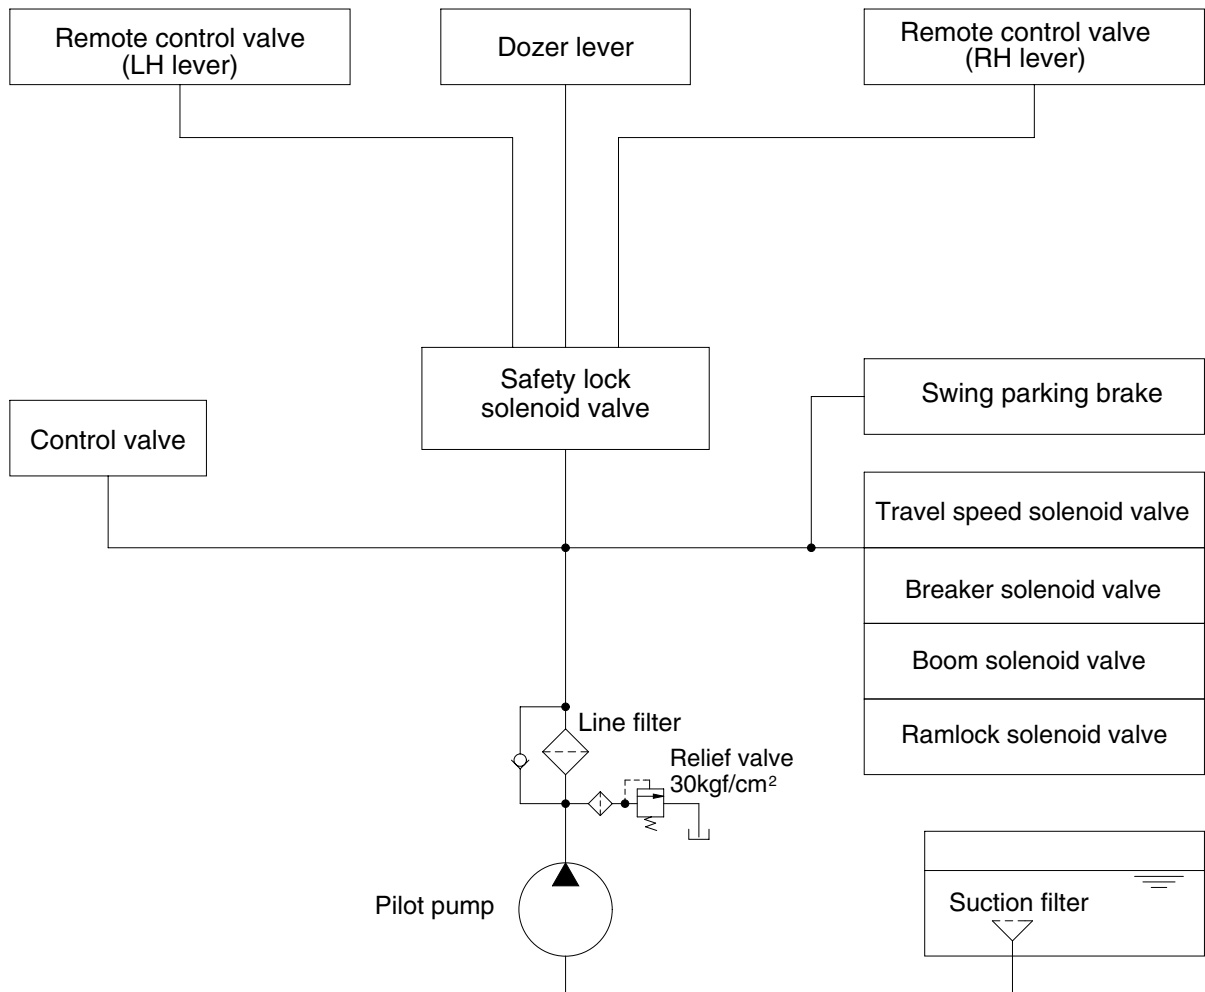 Remote control valve
(LH lever)
Dozer lever
Remote control valve
(RH lever)
Safety lock
solenoid valve
Swing parking brake
Control valve
Travel speed solenoid valve
Breaker solenoid valve
Boom solenoid valve
Ramlock solenoid valve
Line filter
Relief valve
30kgf/cm²
Pilot pump
Suction filter